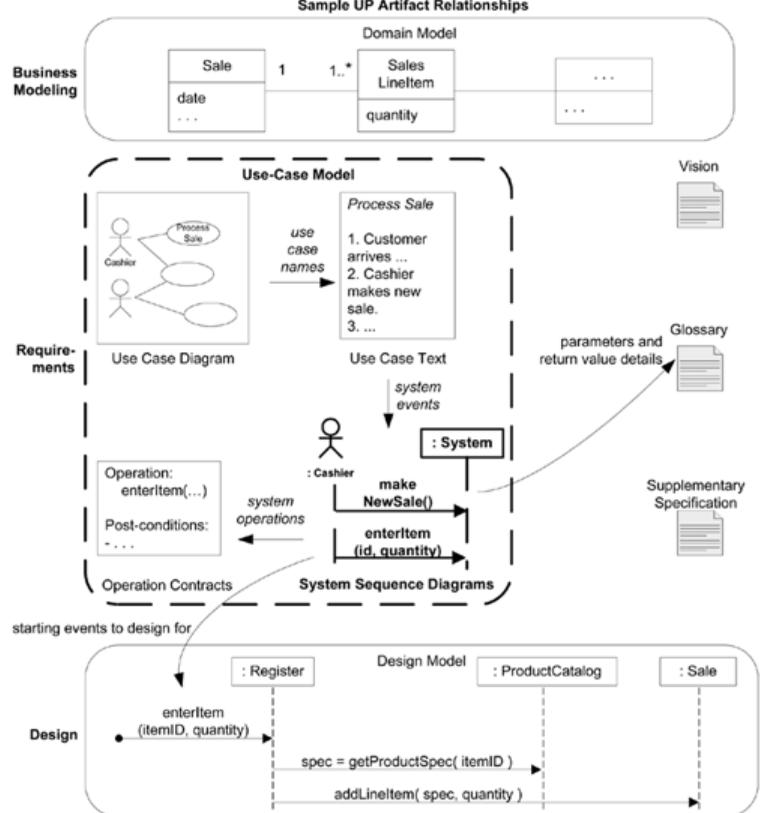 Sample UP Artifact Relationships
Domain Model
Business
Modeling
Sale
1
1..*
Sales
LineItem
. . .
date
. . .
quantity
. . .
Use-Case Model
Vision
Process
Sale
Cashier
use
case
names
Process Sale
1. Customer
arrives ...
2. Cashier
makes new
sale.
3. ...
Use Case Diagram
Use Case Text
Require-
ments
parameters and
return value details
Glossary
system
events
: System
: Cashier
make
NewSale()
enterItem
(id, quantity)
Operation:
enterItem(…)
Post-conditions:
- . . .
system
operations
Supplementary
Specification
Operation Contracts
System Sequence Diagrams
starting events to design for
Design Model
: Register
: ProductCatalog
: Sale
Design
enterItem
(itemID, quantity)
spec = getProductSpec( itemID )
addLineItem( spec, quantity )